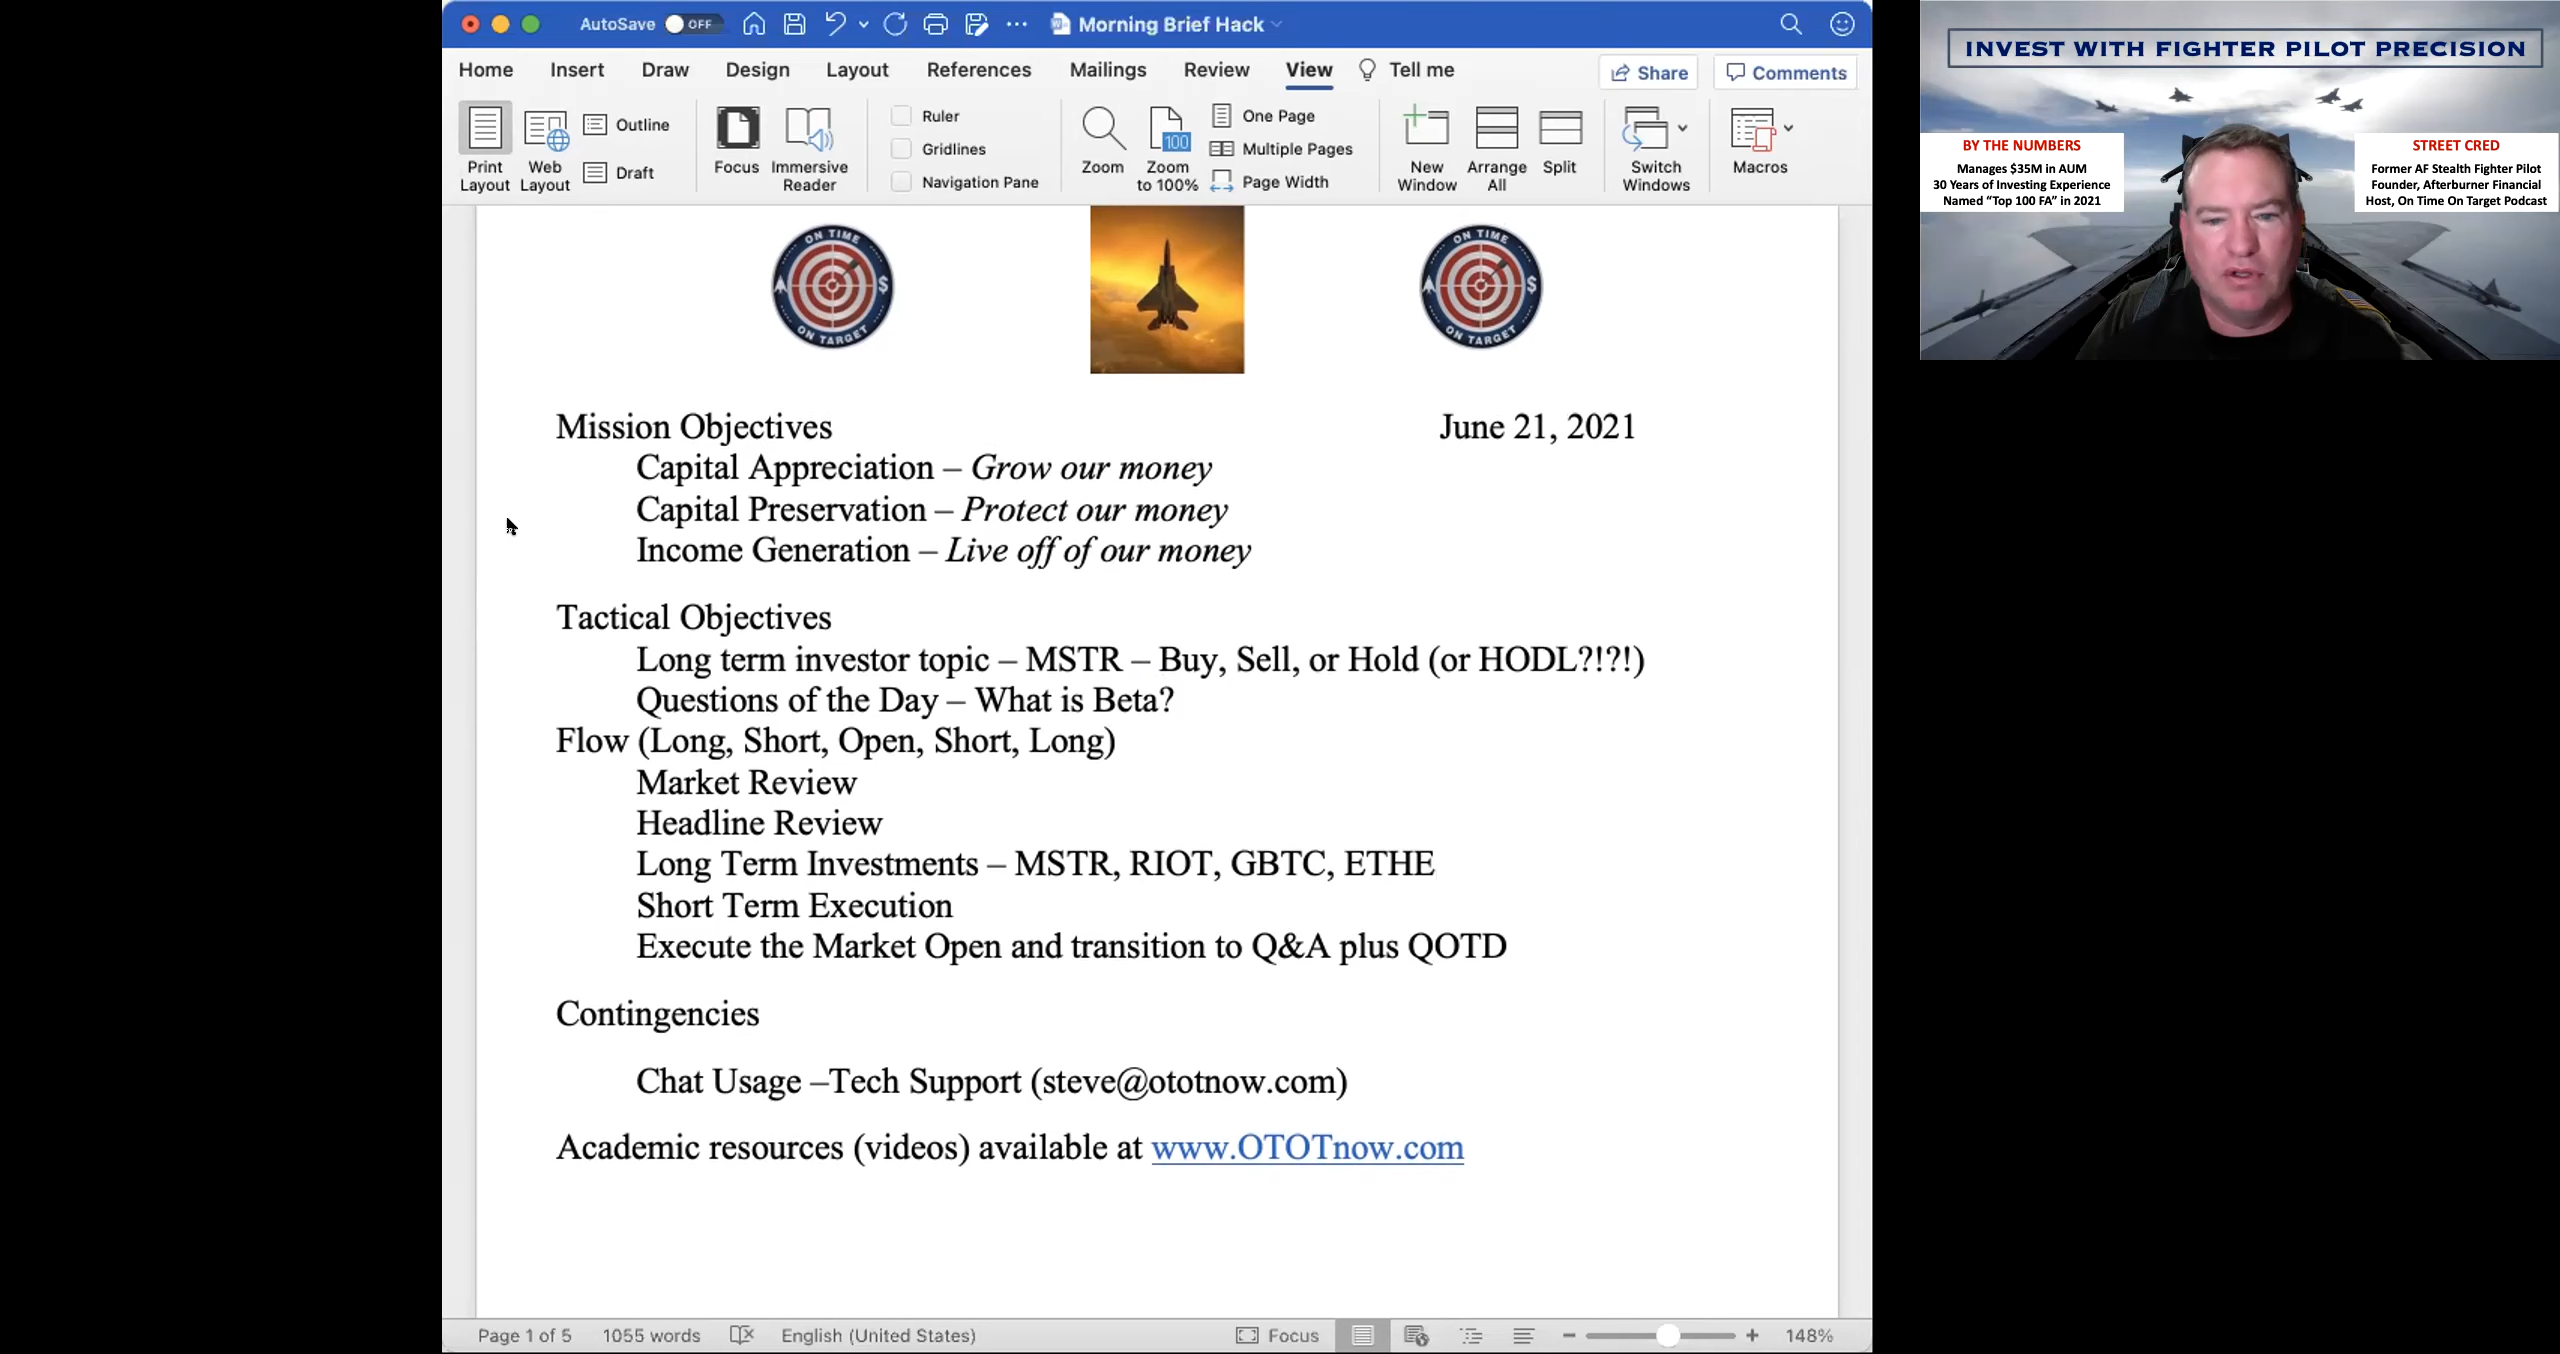 AutoSave OFF Morning Brief Hack
Home Insert Draw Design Layout References Mailings Review View Tell me Share Comments
Print Layout
Web Layout
Outline
Draft
Focus
Immersive Reader
Ruler
Gridlines
Navigation Pane
Zoom
100
Zoom to 100%
One Page
Multiple Pages
Page Width
New Window
Arrange All
Split
Switch Windows
Macros
ON TIME
$
ON TARGET
ON TIME
$
ON TARGET
Mission Objectives June 21, 2021
Capital Appreciation – Grow our money
Capital Preservation – Protect our money
Income Generation – Live off of our money
Tactical Objectives
Long term investor topic – MSTR – Buy, Sell, or Hold (or HODL?!?!)
Questions of the Day – What is Beta?
Flow (Long, Short, Open, Short, Long)
Market Review
Headline Review
Long Term Investments – MSTR, RIOT, GBTC, ETHE
Short Term Execution
Execute the Market Open and transition to Q&A plus QOTD
Contingencies
Chat Usage –Tech Support (steve@ototnow.com)
Academic resources (videos) available at www.OTOTnow.com
Page 1 of 5 1055 words English (United States) Focus 148%
INVEST WITH FIGHTER PILOT PRECISION
BY THE NUMBERS
Manages $35M in AUM
30 Years of Investing Experience
Named “Top 100 FA” in 2021
STREET CRED
Former AF Stealth Fighter Pilot
Founder, Afterburner Financial
Host, On Time On Target Podcast